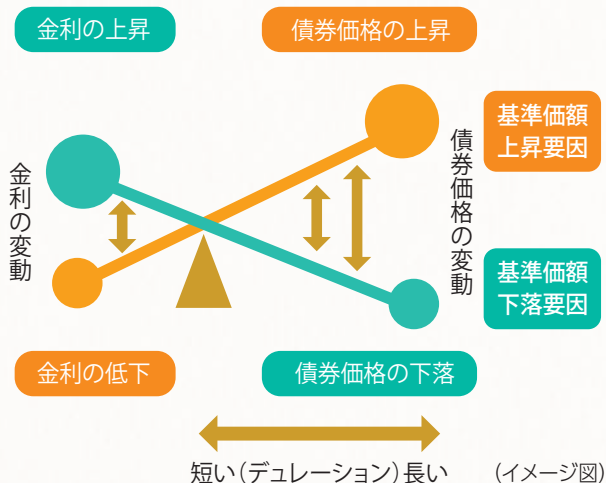 金利の上昇
債券価格の上昇
金利の変動
債券価格の変動
基準価額
上昇要因
基準価額
下落要因
金利の低下
債券価格の下落
短い（デュレーション）長い
（イメージ図）